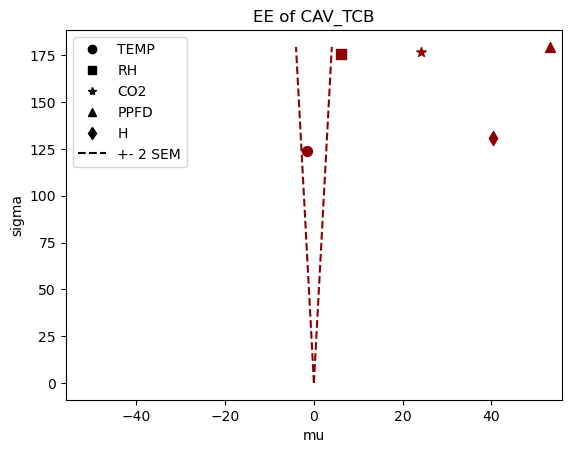 EE of CAV_TCB
TEMP
RH
CO2
PPFD
H
+- 2 SEM
sigma
175
150
125
100
75
50
25
0
−40
−20
0
20
40
mu